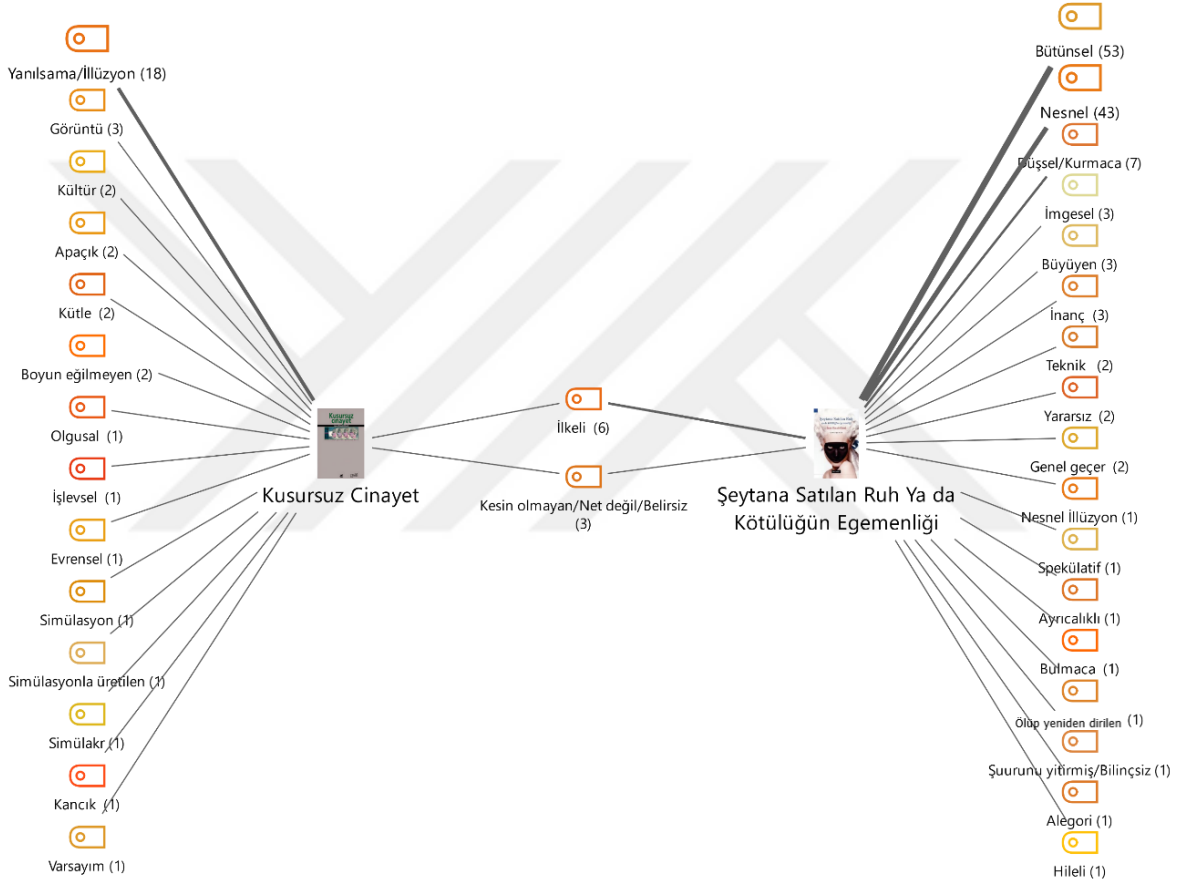 Yanılsama/İllüzyon (18)
Görüntü (3)
Kültür (2)
Apaçık (2)
Kütle (2)
Boyun eğilmeyen (2)
Olgusal (1)
İşlevsel (1)
Evrensel (1)
Simülasyon (1)
Simülasyonla üretilen (1)
Simülakr (1)
Kancık (1)
Varsayım (1)
Kusursuz
cinayet
Kusursuz Cinayet
İlkeli (6)
Kesin olmayan/Net değil/Belirsiz
(3)
Şeytana Satılan Ruh Ya da
Kötülüğün Egemenliği
Bütünsel (53)
Nesnel (43)
Düşsel/Kurmaca (7)
İmgesel (3)
Büyüyen (3)
İnanç (3)
Teknik (2)
Yararsız (2)
Genel geçer (2)
Nesnel İllüzyon (1)
Spekülatif (1)
Ayrıcalıklı (1)
Bulmaca (1)
Ölüp yeniden dirilen (1)
Şuurunu yitirmiş/Bilinçsiz (1)
Alegori (1)
Hileli (1)